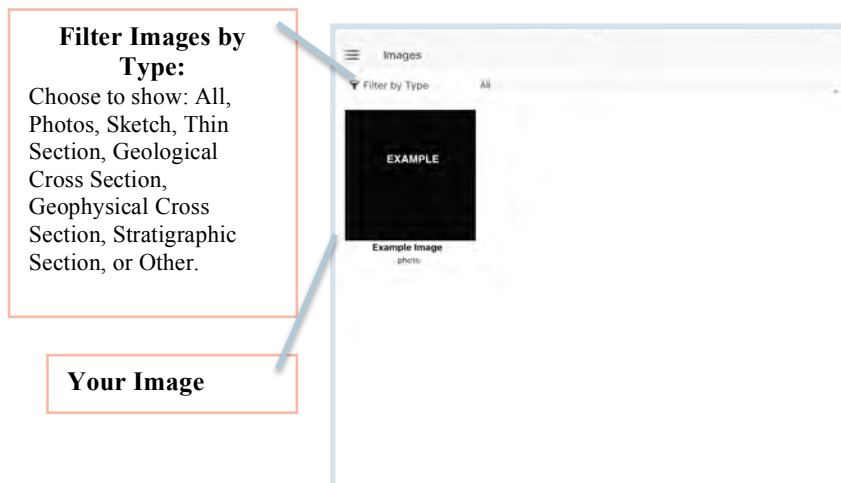 Filter Images by
Type:
Choose to show: All,
Photos, Sketch, Thin
Section, Geological
Cross Section,
Geophysical Cross
Section, Stratigraphic
Section, or Other.
Your Image
Images
Filter by Type All
EXAMPLE
Example Image
photo